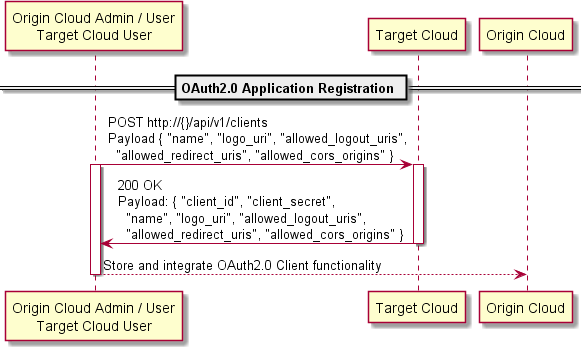 Origin Cloud Admin / User
Target Cloud User
Target Cloud
Origin Cloud
OAuth2.0 Application Registration
POST http://{}/api/v1/clients
Payload { "name", "logo_uri", "allowed_logout_uris",
"allowed_redirect_uris", "allowed_cors_origins" }
200 OK
Payload: { "client_id", "client_secret",
"name", "logo_uri", "allowed_logout_uris",
"allowed_redirect_uris", "allowed_cors_origins" }
Store and integrate OAuth2.0 Client functionality
Origin Cloud Admin / User
Target Cloud User
Target Cloud
Origin Cloud